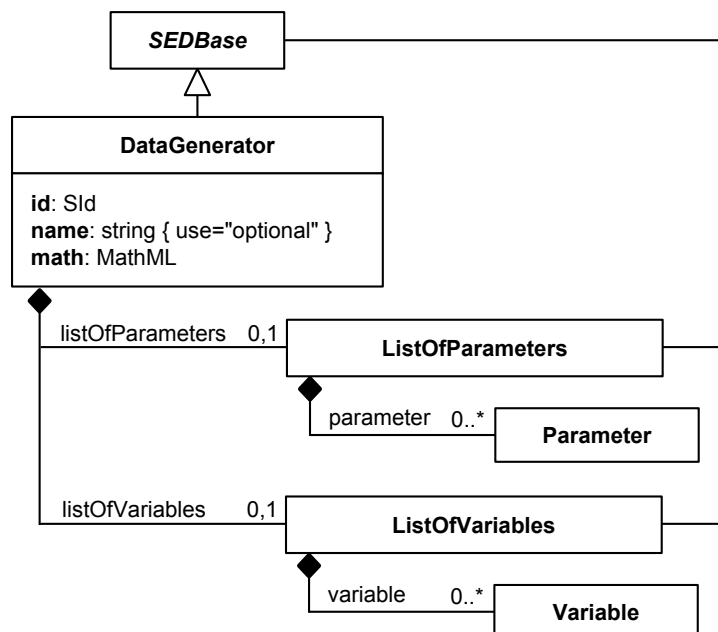 SEDBase
DataGenerator
id: SId
name: string { use="optional" }
math: MathML
listOfParameters 0,1
ListOfParameters
parameter 0..*
Parameter
listOfVariables 0,1
ListOfVariables
variable 0..*
Variable